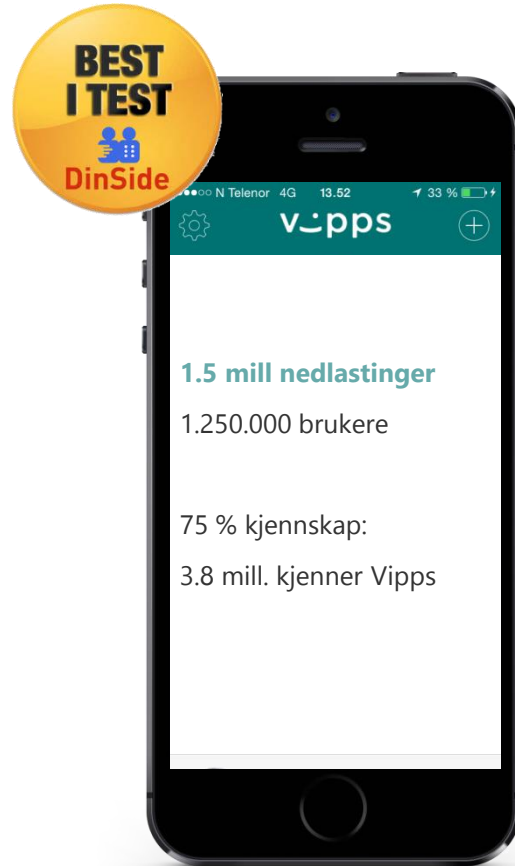 BEST
I TEST
DinSide
N Telenor 4G 13.52 33 %
vipps
1.5 mill nedlastinger
1.250.000 brukere
75 % kjennskap:
3.8 mill. kjenner Vipps